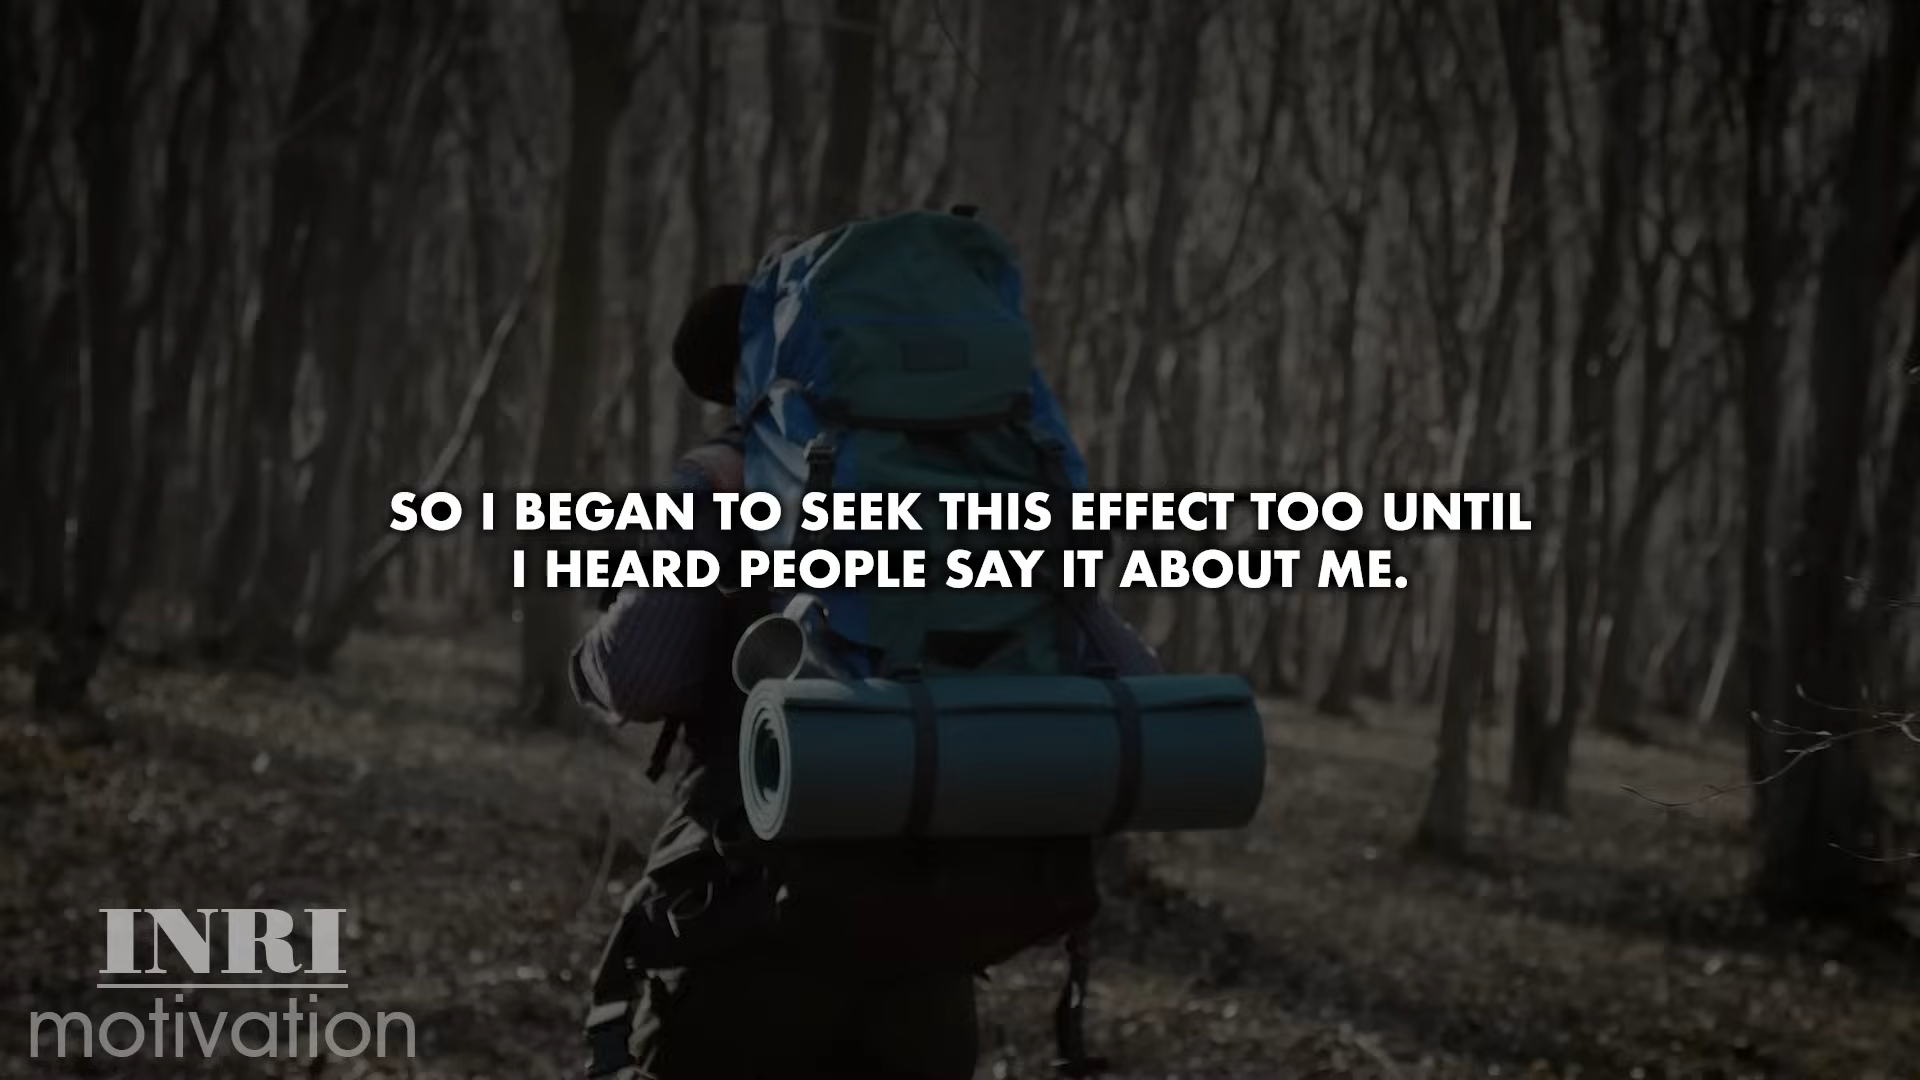 SO I BEGAN TO SEEK THIS EFFECT TOO UNTIL
I HEARD PEOPLE SAY IT ABOUT ME.
INRI
motivation